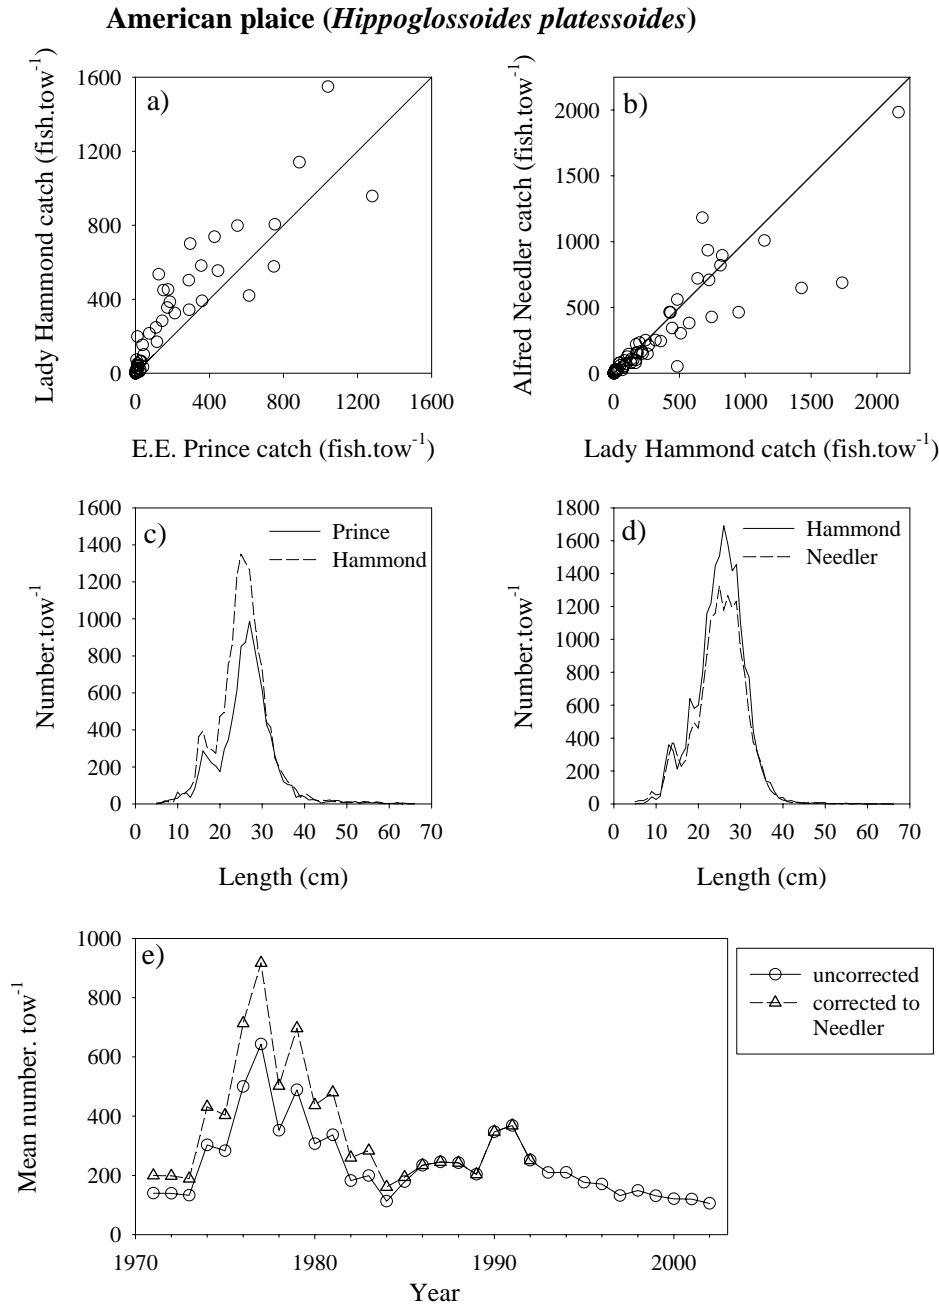 American plaice (Hippoglossoides platessoides)
a)
Lady Hammond catch (fish.tow-1)
1600
1200
800
400
0
0 400 800 1200 1600
E.E. Prince catch (fish.tow-1)
b)
Alfred Needler catch (fish.tow-1)
2000
1500
1000
500
0
0 500 1000 1500 2000
Lady Hammond catch (fish.tow-1)
c)
Prince
Hammond
Number.tow-1
1600
1400
1200
1000
800
600
400
200
0
0 10 20 30 40 50 60 70
Length (cm)
d)
Hammond
Needler
Number.tow-1
1800
1600
1400
1200
1000
800
600
400
200
0
0 10 20 30 40 50 60 70
Length (cm)
e)
Mean number. tow-1
1000
800
600
400
200
0
1970 1980 1990 2000
Year
uncorrected
corrected to
Needler